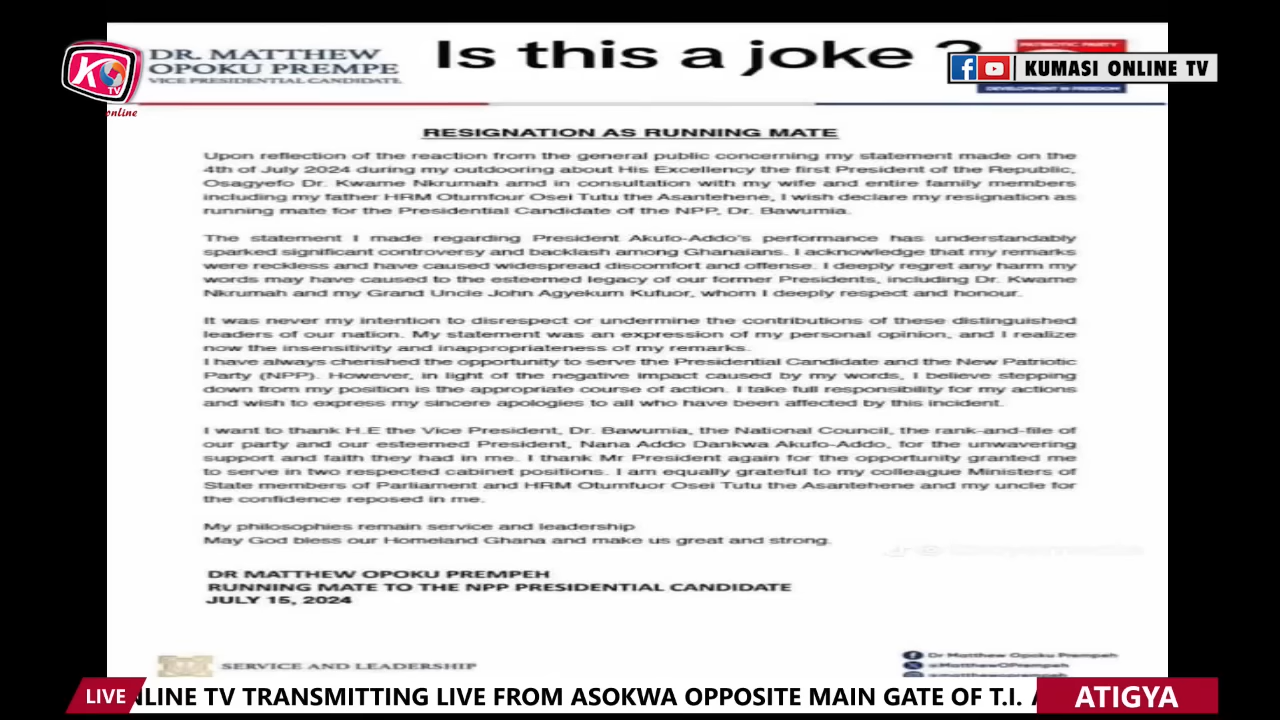 Is this a joke ?
KO TV
online
DR. MATTHEW
OPOKU PREMPE
VICE PRESIDENTIAL CANDIDATE
PATRIOTIC PARTY
KUMASI ONLINE TV
DEVELOPMENT IN FREEDOM
RESIGNATION AS RUNNING MATE
Upon reflection of the reaction from the general public concerning my statement made on the
4th of July 2024 during my outdooring about His Excellency the first President of the Republic,
Osagyefo Dr. Kwame Nkrumah amd in consultation with my wife and entire family members
including my father HRM Otumfour Osei Tutu the Asantehene, I wish declare my resignation as
running mate for the Presidential Candidate of the NPP, Dr. Bawumia.
The statement I made regarding President Akufo-Addo's performance has understandably
sparked significant controversy and backlash among Ghanaians. I acknowledge that my remarks
were reckless and have caused widespread discomfort and offense. I deeply regret any harm my
words may have caused to the esteemed legacy of our former Presidents, including Dr. Kwame
Nkrumah and my Grand Uncle John Agyekum Kufuor, whom I deeply respect and honour.
It was never my intention to disrespect or undermine the contributions of these distinguished
leaders of our nation. My statement was an expression of my personal opinion, and I realize
now the insensitivity and inappropriateness of my remarks.
I have always cherished the opportunity to serve the Presidential Candidate and the New Patriotic
Party (NPP). However, in light of the negative impact caused by my words, I believe stepping
down from my position is the appropriate course of action. I take full responsibility for my actions
and wish to express my sincere apologies to all who have been affected by this incident.
I want to thank H.E the Vice President, Dr. Bawumia, the National Council, the rank-and-file of
our party and our esteemed President, Nana Addo Dankwa Akufo-Addo, for the unwavering
support and faith they had in me. I thank Mr President again for the opportunity granted me
to serve in two respected cabinet positions. I am equally grateful to my colleague Ministers of
State members of Parliament and HRM Otumfuor Osei Tutu the Asantehene and my uncle for
the confidence reposed in me.
My philosophies remain service and leadership
May God bless our Homeland Ghana and make us great and strong.
DR MATTHEW OPOKU PREMPEH
RUNNING MATE TO THE NPP PRESIDENTIAL CANDIDATE
JULY 15, 2024
SERVICE AND LEADERSHIP
Dr Matthew Opoku Prempeh
@MatthewOPrempeh
@matthewoprempeh
LIVE
NLINE TV TRANSMITTING LIVE FROM ASOKWA OPPOSITE MAIN GATE OF T.I.
ATIGYA